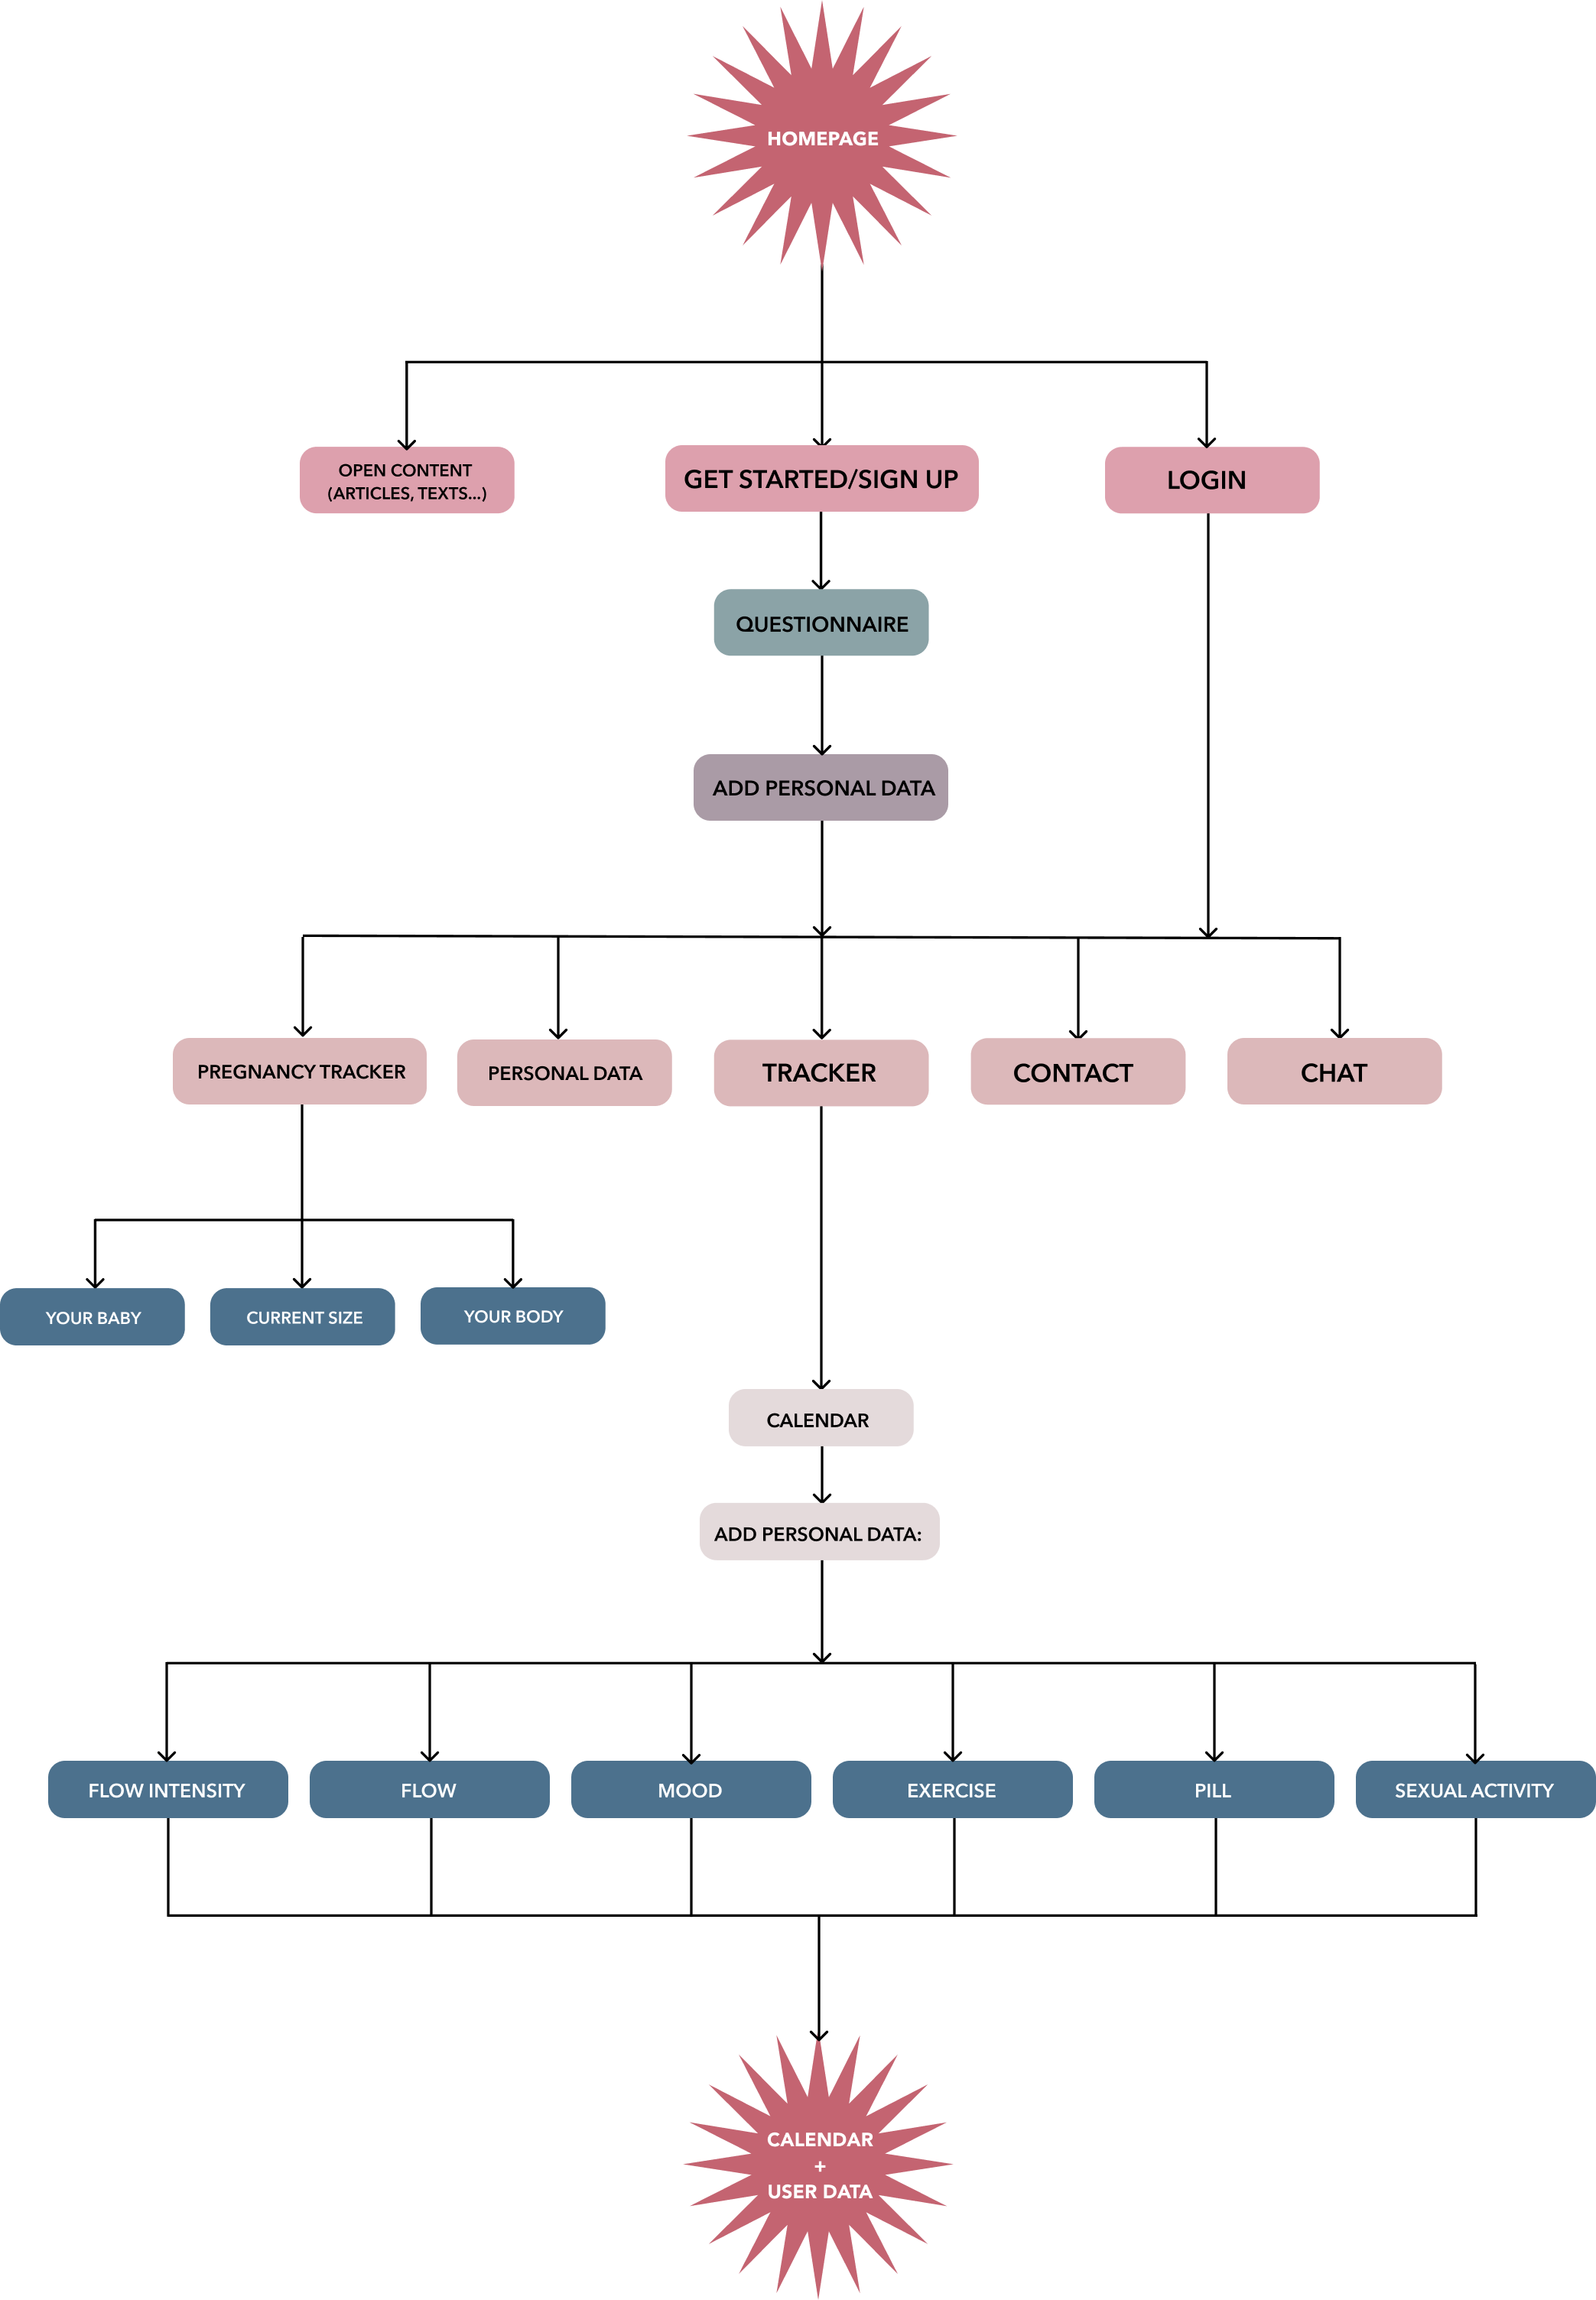 HOMEPAGE
OPEN CONTENT
(ARTICLES, TEXTS...)
GET STARTED/SIGN UP
LOGIN
QUESTIONNAIRE
ADD PERSONAL DATA
PREGNANCY TRACKER
PERSONAL DATA
TRACKER
CONTACT
CHAT
YOUR BABY
CURRENT SIZE
YOUR BODY
CALENDAR
ADD PERSONAL DATA:
FLOW INTENSITY
FLOW
MOOD
EXERCISE
PILL
SEXUAL ACTIVITY
CALENDAR
+
USER DATA